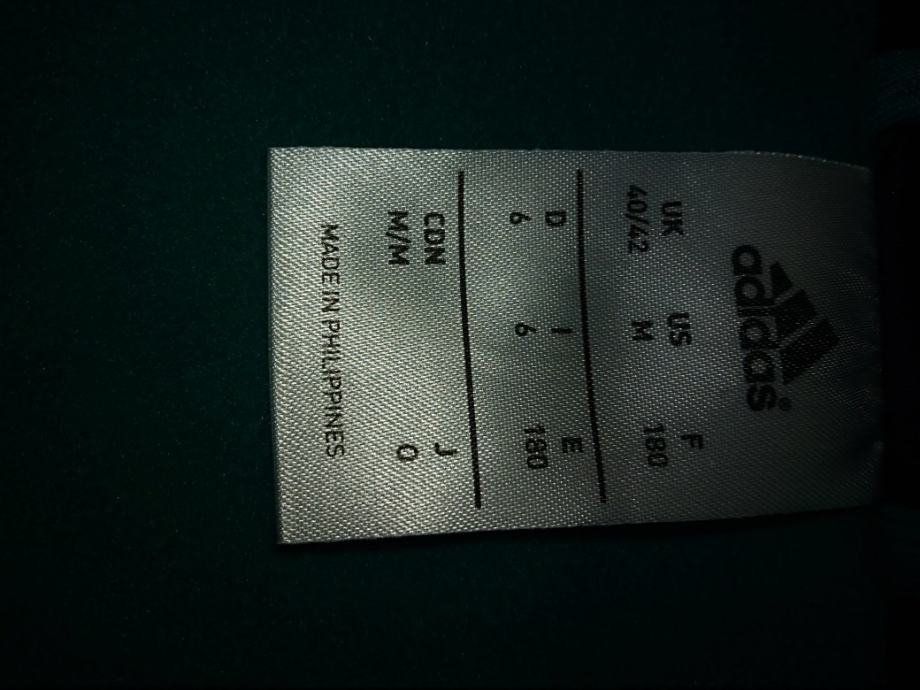 adidas®
UK US F
40/42 M 180
D I E
6 6 180
CDN J
M/M O
MADE IN PHILIPPINES